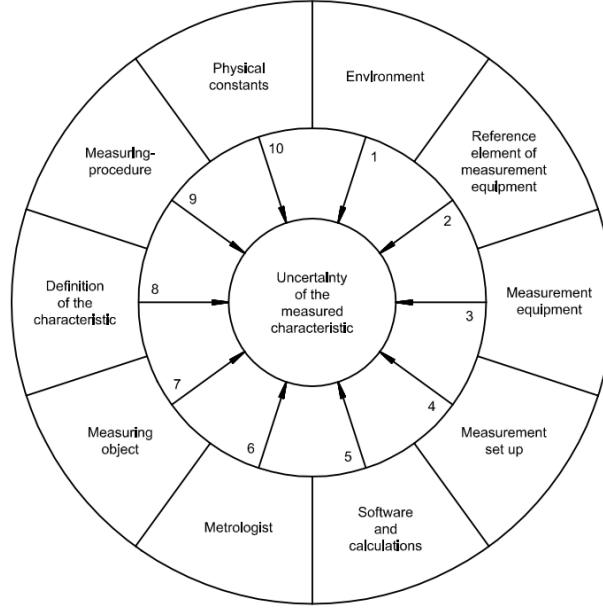 Physical
constants
Environment
Reference
element of
measurement
equipment
Measurement
equipment
Measurement
set up
Software
and
calculations
Metrologist
Measuring
object
Definition
of the
characteristic
Measuring-
procedure
10
1
2
3
4
5
6
7
8
9
Uncertainty
of the
measured
characteristic